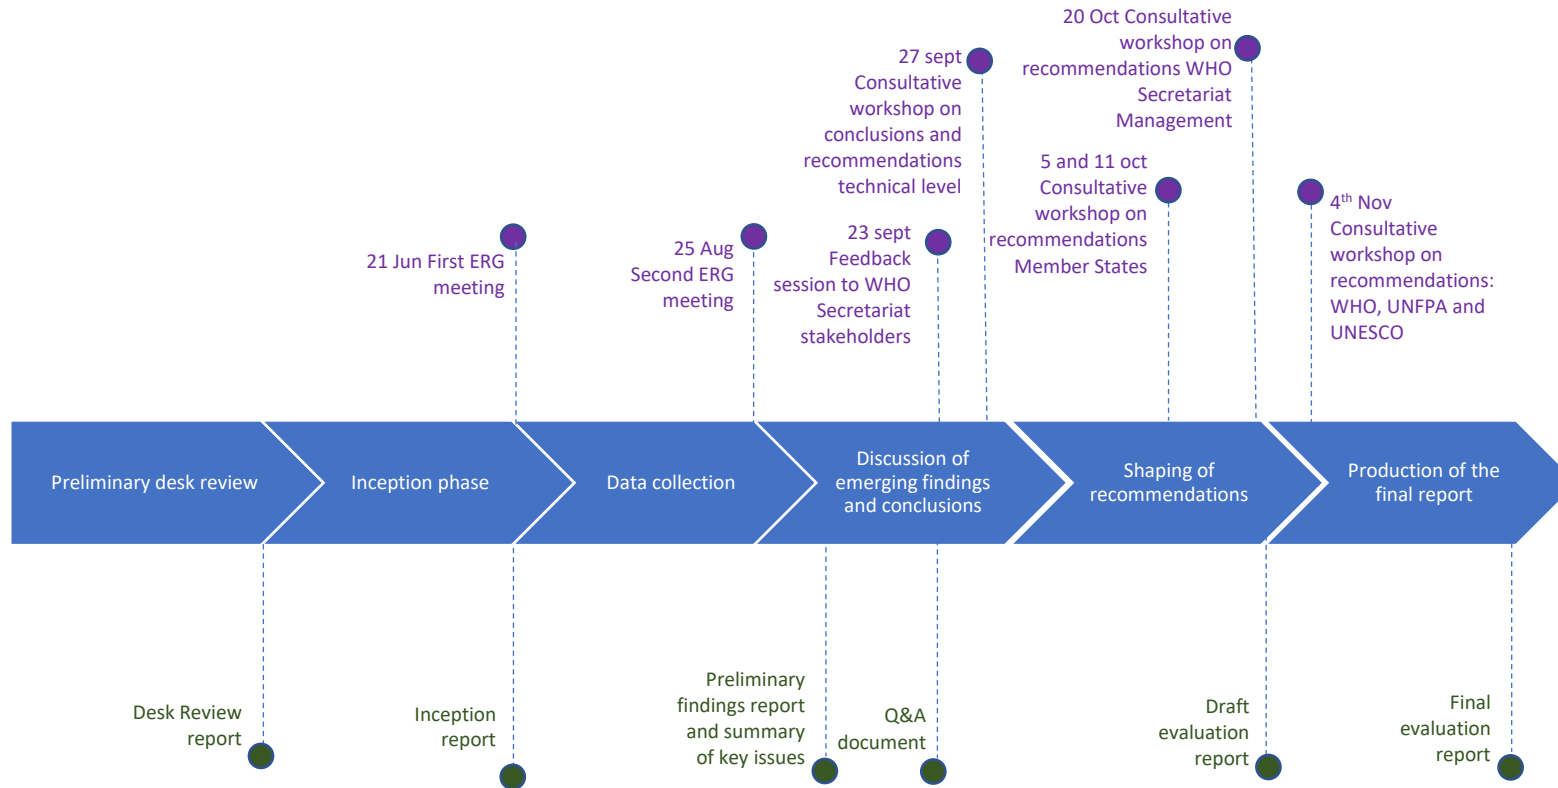 20 Oct Consultative
workshop on
recommendations WHO
Secretariat
Management
27 sept
Consultative
workshop on
conclusions and
recommendations
technical level
5 and 11 oct
Consultative
workshop on
recommendations
Member States
4th Nov
Consultative
workshop on
recommendations:
WHO, UNFPA and
UNESCO
21 Jun First ERG
meeting
25 Aug
Second ERG
meeting
23 sept
Feedback
session to WHO
Secretariat
stakeholders
Preliminary desk review
Inception phase
Data collection
Discussion of
emerging findings
and conclusions
Shaping of
recommendations
Production of the
final report
Desk Review
report
Inception
report
Preliminary
findings report
and summary
of key issues
Q&A
document
Draft
evaluation
report
Final
evaluation
report